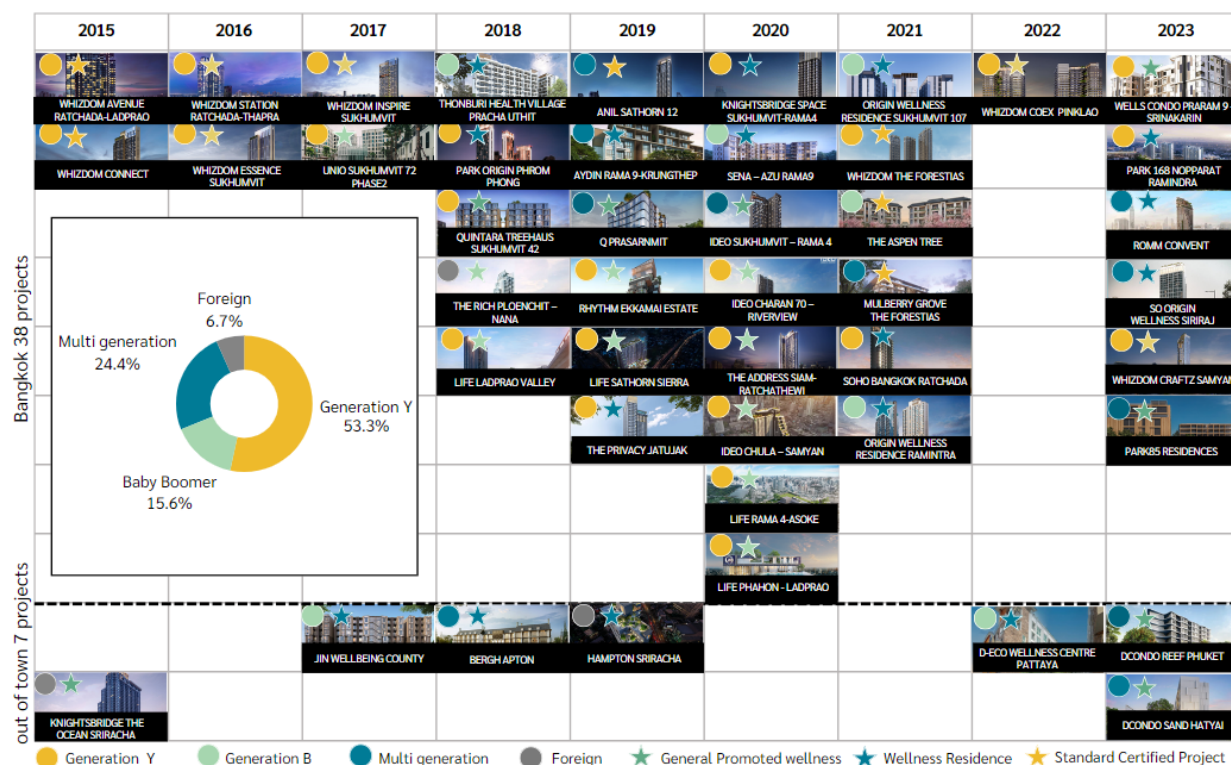 2015 2016 2017 2018 2019 2020 2021 2022 2023
WHIZDOM AVENUE
RATCHADA-LADPRAO
WHIZDOM STATION
RATCHADA-THAPRA
WHIZDOM INSPIRE
SUKHUMVIT
THONBURI HEALTH VILLAGE
PRACHA UTHIT
ANIL SATHORN 12
KNIGHTSBRIDGE SPACE
SUKHUMVIT-RAMA4
ORIGIN WELLNESS
RESIDENCE SUKHUMVIT 107
WHIZDOM COEX PINKLAO
WELLS CONDO PRARAM 9-
SRINAKARIN
WHIZDOM CONNECT
WHIZDOM ESSENCE
SUKHUMVIT
UNIO SUKHUMVIT 72
PHASE2
PARK ORIGIN PHROM
PHONG
AYDIN RAMA 9-KRUNGTHEP
SENA – AZU RAMA9
WHIZDOM THE FORESTIAS
PARK 168 NOPPARAT
RAMINDRA
QUINTARA TREEHAUS
SUKHUMVIT 42
Q PRASARNMIT
IDEO SUKHUMVIT – RAMA 4
THE ASPEN TREE
ROMM CONVENT
THE RICH PLOENCHIT –
NANA
RHYTHM EKKAMAI ESTATE
IDEO CHARAN 70 –
RIVERVIEW
MULBERRY GROVE
THE FORESTIAS
SO ORIGIN
WELLNESS SIRIRAJ
LIFE LADPRAO VALLEY
LIFE SATHORN SIERRA
THE ADDRESS SIAM-
RATCHATHEWI
SOHO BANGKOK RATCHADA
WHIZDOM CRAFTZ SAMYAN
THE PRIVACY JATUJAK
IDEO CHULA – SAMYAN
ORIGIN WELLNESS
RESIDENCE RAMINTRA
PARK85 RESIDENCES
LIFE RAMA 4-ASOKE
LIFE PHAHON - LADPRAO
Bangkok 38 projects
Foreign
6.7%
Multi generation
24.4%
Generation Y
53.3%
Baby Boomer
15.6%
out of town 7 projects
JIN WELLBEING COUNTY
BERGH APTON
HAMPTON SRIRACHA
D-ECO WELLNESS CENTRE
PATTAYA
DCONDO REEF PHUKET
KNIGHTSBRIDGE THE
OCEAN SRIRACHA
DCONDO SAND HATYAI
Generation Y Generation B Multi generation Foreign General Promoted wellness Wellness Residence Standard Certified Project